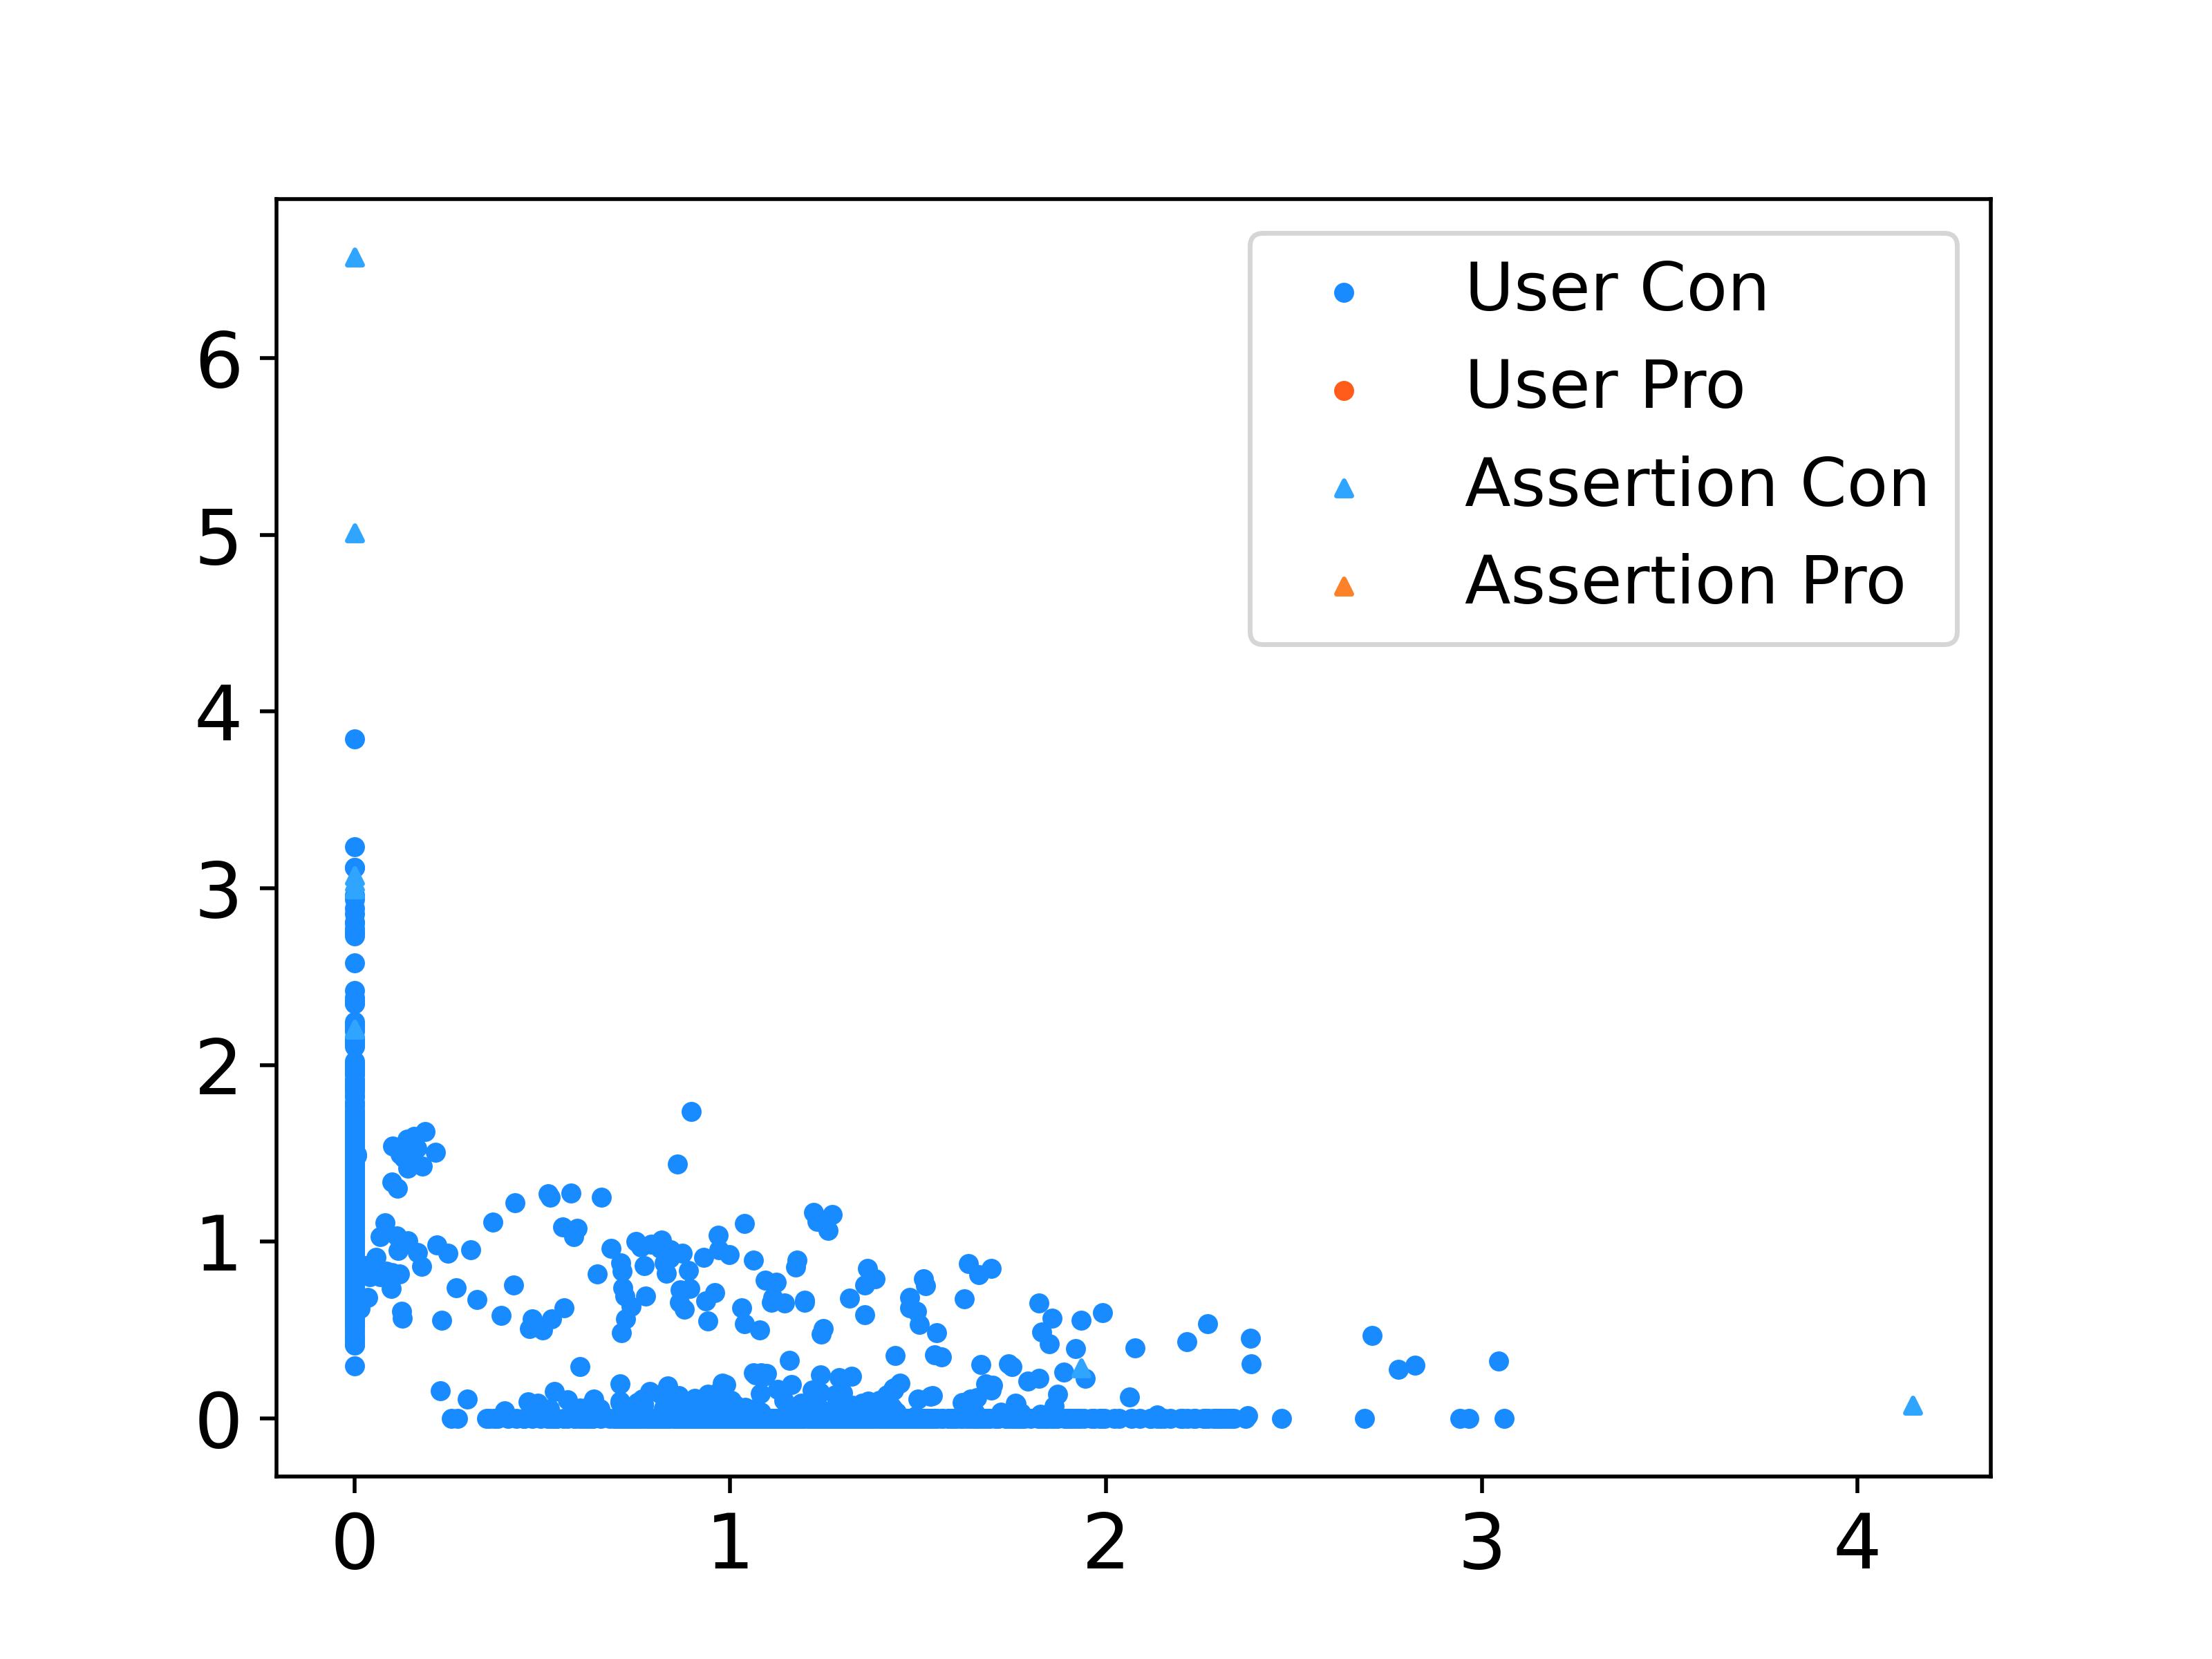 User Con
User Pro
Assertion Con
Assertion Pro
6
5
4
3
2
1
0
0 1 2 3 4